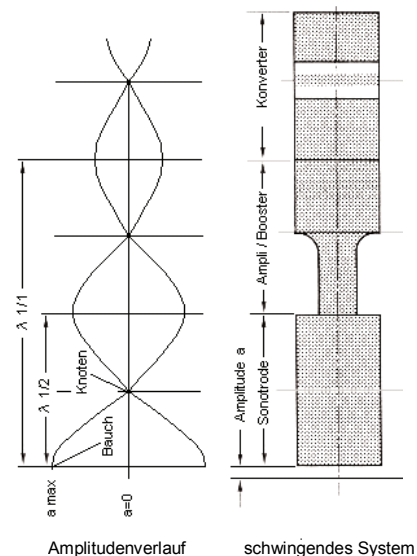 λ 1/1
λ 1/2
Knoten
Bauch
a max
a=0
Konverter
Ampli / Booster
Sonotrode
Amplitude a
Amplitudenverlauf
schwingendes System